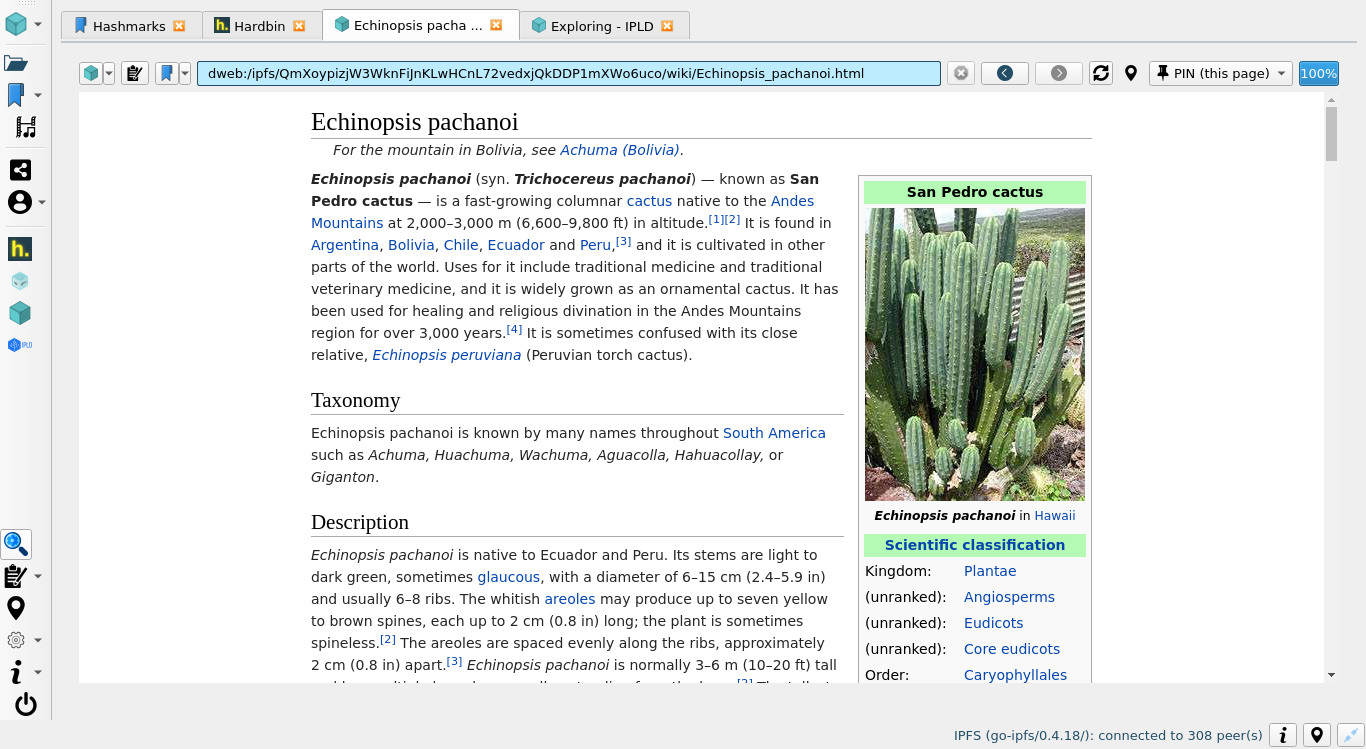 Hashmarks
h. Hardbin
Echinopsis pacha ...
Exploring - IPLD
dweb:/ipfs/QmXoypizjW3WknFiJnKLwHCnL72vedxjQkDDP1mXWo6uco/wiki/Echinopsis_pachanoi.html
PIN (this page)
100%
h.
IPLD
Echinopsis pachanoi
For the mountain in Bolivia, see Achuma (Bolivia).
Echinopsis pachanoi (syn. Trichocereus pachanoi) — known as San
Pedro cactus — is a fast-growing columnar cactus native to the Andes
Mountains at 2,000–3,000 m (6,600–9,800 ft) in altitude.[1][2] It is found in
Argentina, Bolivia, Chile, Ecuador and Peru,[3] and it is cultivated in other
parts of the world. Uses for it include traditional medicine and traditional
veterinary medicine, and it is widely grown as an ornamental cactus. It has
been used for healing and religious divination in the Andes Mountains
region for over 3,000 years.[4] It is sometimes confused with its close
relative, Echinopsis peruviana (Peruvian torch cactus).
Taxonomy
Echinopsis pachanoi is known by many names throughout South America
such as Achuma, Huachuma, Wachuma, Aguacolla, Hahuacollay, or
Giganton.
Description
Echinopsis pachanoi is native to Ecuador and Peru. Its stems are light to
dark green, sometimes glaucous, with a diameter of 6–15 cm (2.4–5.9 in)
and usually 6–8 ribs. The whitish areoles may produce up to seven yellow
to brown spines, each up to 2 cm (0.8 in) long; the plant is sometimes
spineless.[2] The areoles are spaced evenly along the ribs, approximately
2 cm (0.8 in) apart.[3] Echinopsis pachanoi is normally 3–6 m (10–20 ft) tall
San Pedro cactus
Echinopsis pachanoi in Hawaii
Scientific classification
Kingdom: Plantae
(unranked): Angiosperms
(unranked): Eudicots
(unranked): Core eudicots
Order: Caryophyllales
IPFS (go-ipfs/0.4.18/): connected to 308 peer(s)